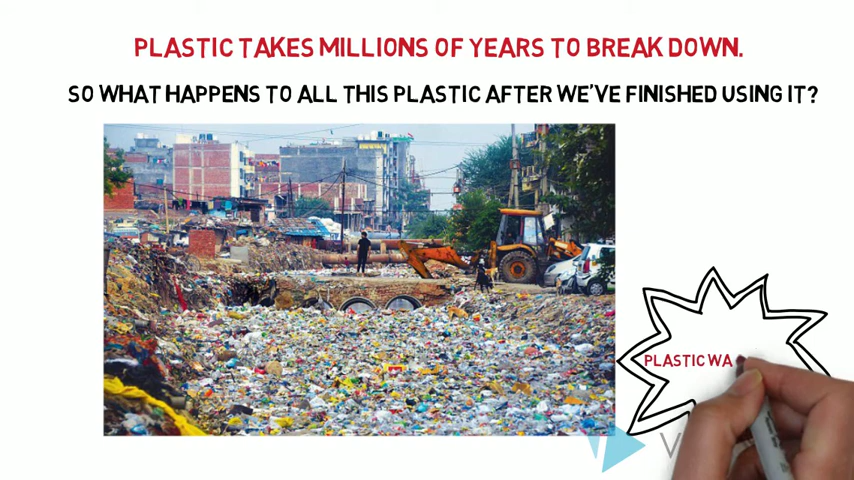 PLASTIC TAKES MILLIONS OF YEARS TO BREAK DOWN.
SO WHAT HAPPENS TO ALL THIS PLASTIC AFTER WE'VE FINISHED USING IT?
PLASTIC WA
V